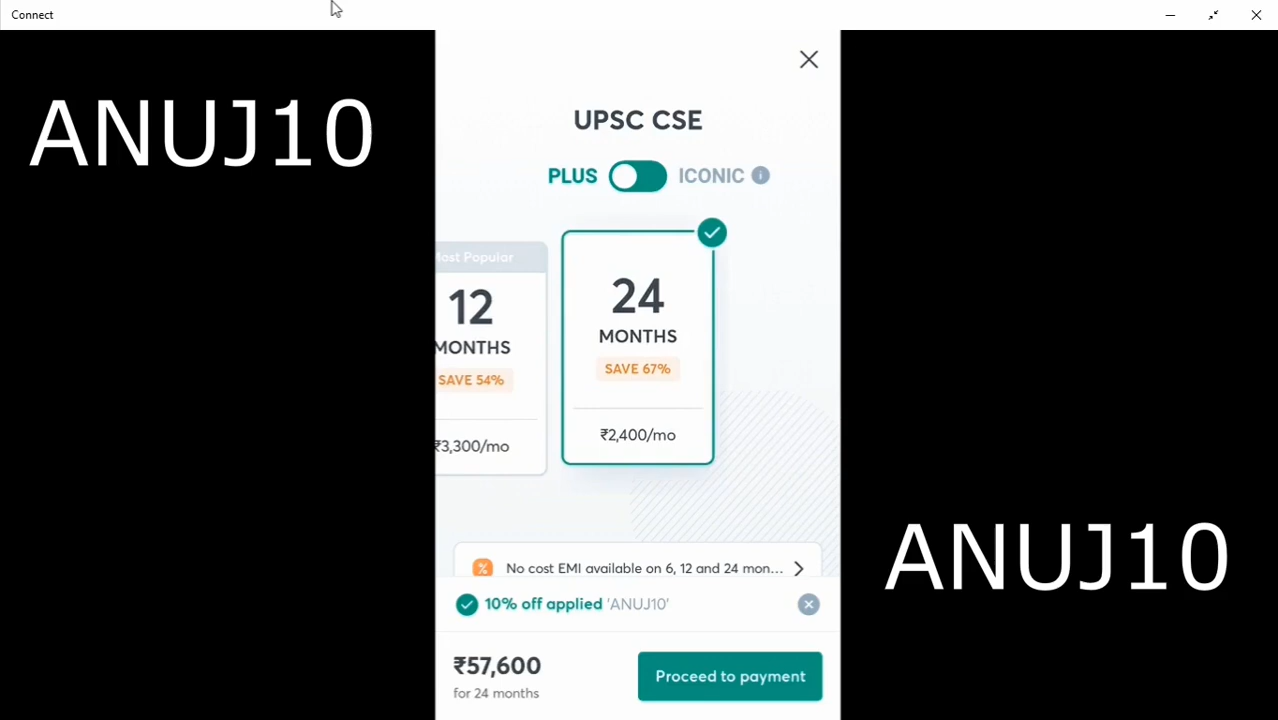 Connect
ANUJ10
UPSC CSE
PLUS ICONIC
Most Popular
12
MONTHS
SAVE 54%
₹3,300/mo
24
MONTHS
SAVE 67%
₹2,400/mo
No cost EMI available on 6, 12 and 24 mon...
10% off applied 'ANUJ10'
₹57,600
for 24 months
Proceed to payment
ANUJ10